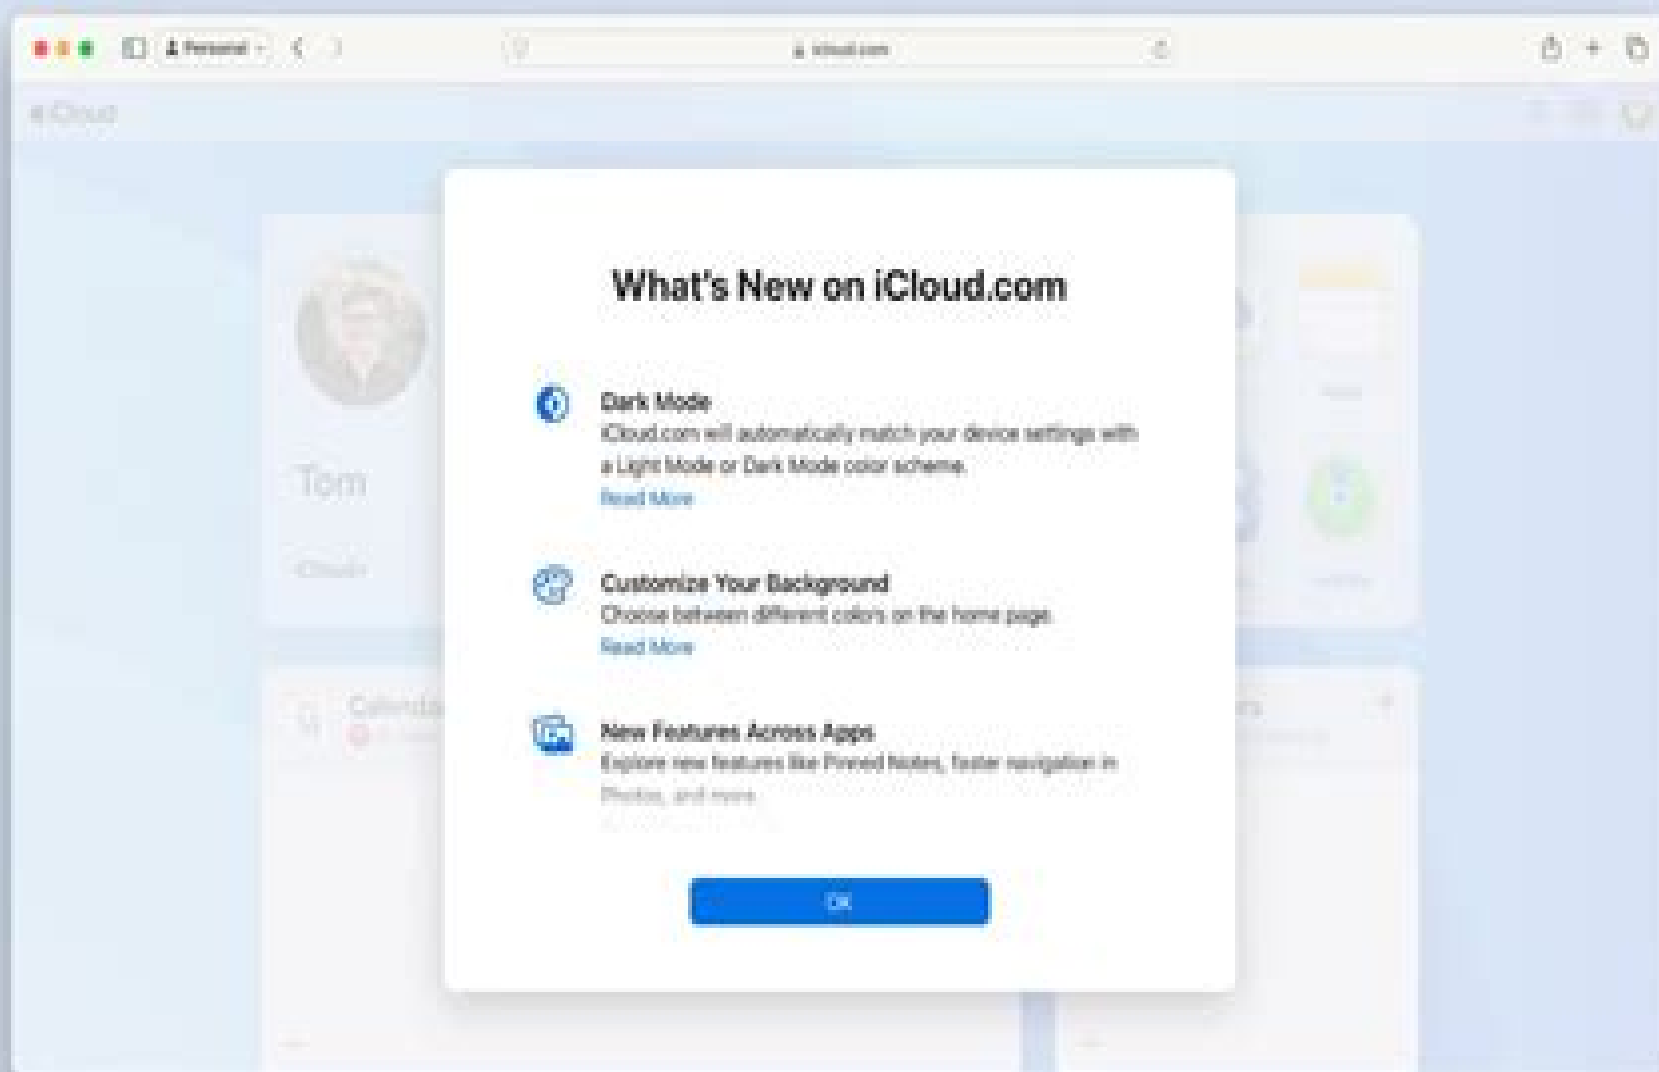 Personal
icloud.com
iCloud
What's New on iCloud.com
Dark Mode
iCloud.com will automatically match your device settings with
a Light Mode or Dark Mode color scheme.
Read More
Customize Your Background
Choose between different colors on the home page.
Read More
New Features Across Apps
Explore new features like Pinned Notes, faster navigation in
Photos, and more.
OK
Tom
iCloud+